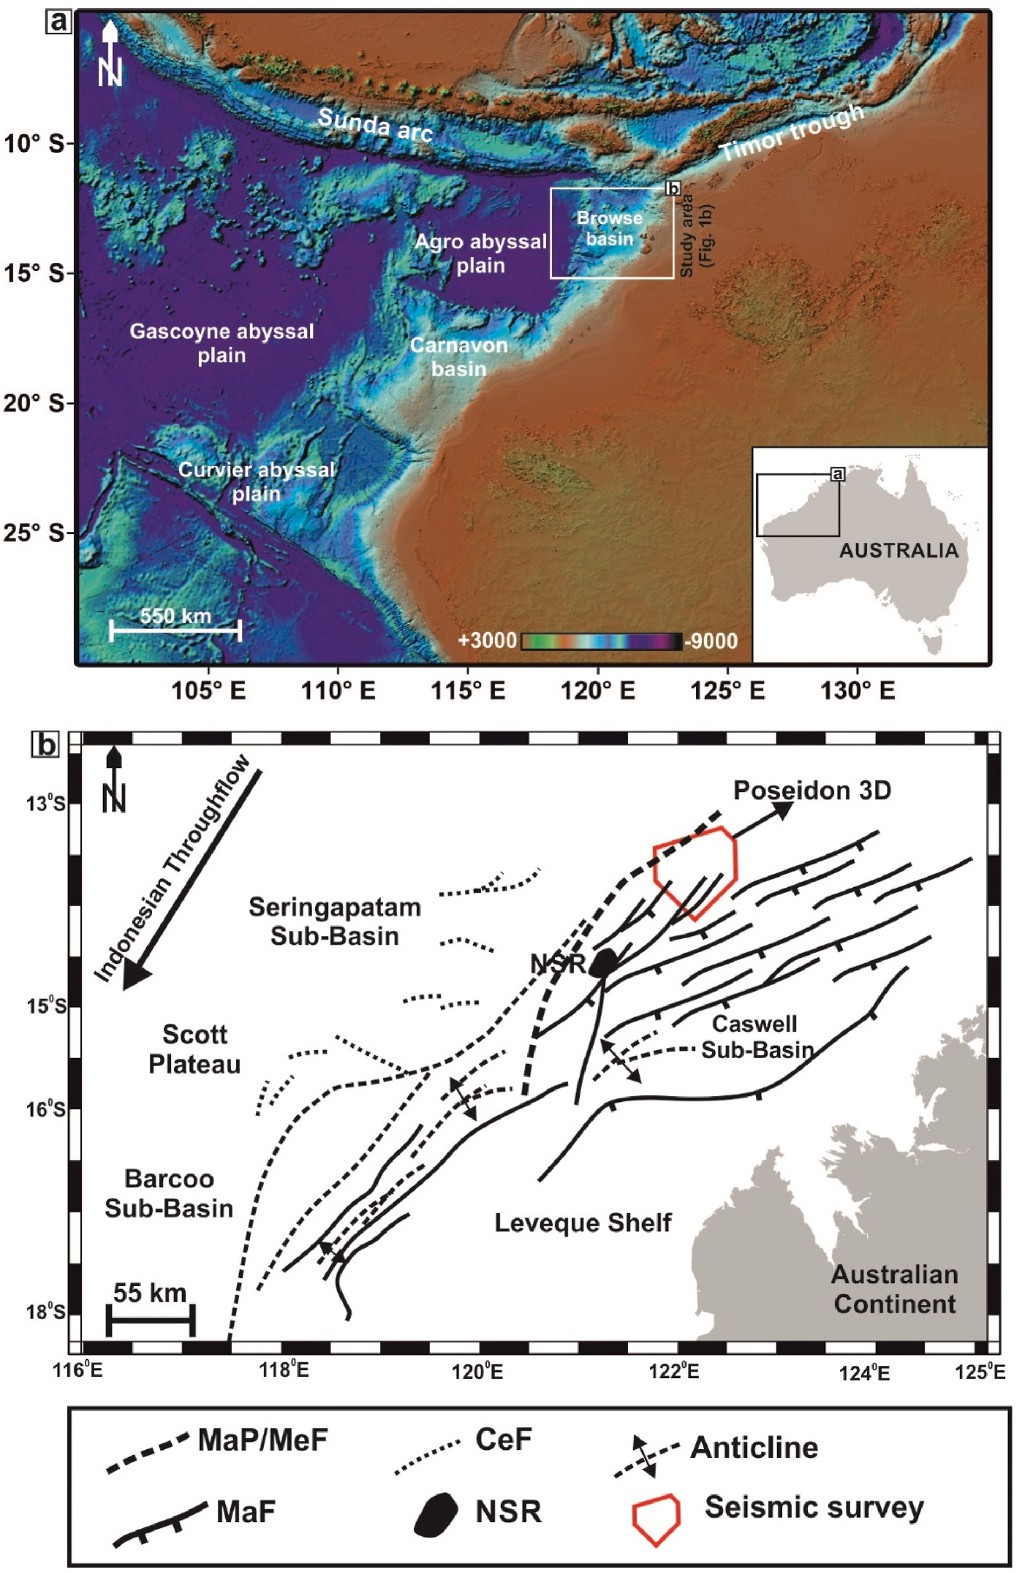 a
N
Sunda arc
Timor trough
10° S
b
Browse
basin
Study area
(Fig. 1b)
Agro abyssal
plain
15° S
Gascoyne abyssal
plain
Carnavon
basin
20° S
Curvier abyssal
plain
a
25° S
AUSTRALIA
550 km
+3000
-9000
105° E
110° E
115° E
120° E
125° E
130° E
b
N
Indonesian Throughflow
Poseidon 3D
13°S
Seringapatam
Sub-Basin
NSR
15°S
Scott
Plateau
Caswell
Sub-Basin
16°S
Barcoo
Sub-Basin
Leveque Shelf
Australian
Continent
55 km
18°S
116°E
118°E
120°E
122°E
124°E
125°E
MaP/MeF
CeF
Anticline
MaF
NSR
Seismic survey